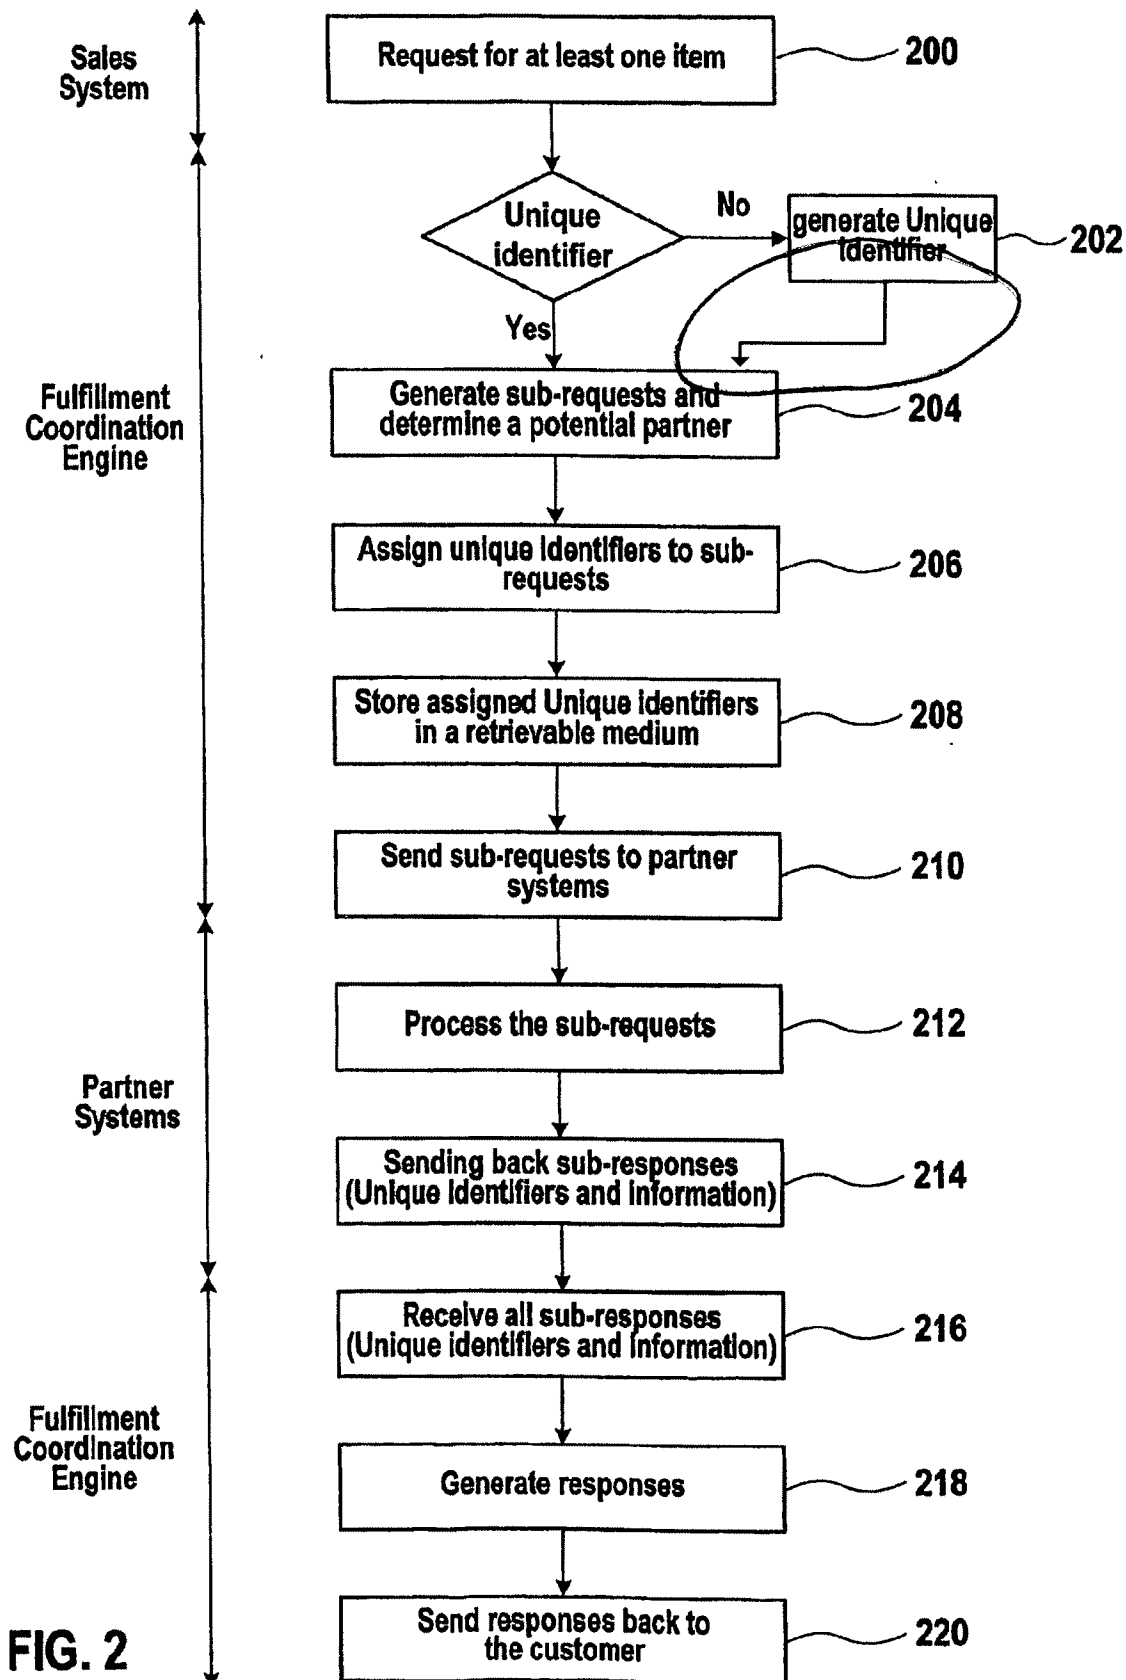 Sales
System
Request for at least one item
200
Unique
identifier
No
generate Unique
identifier
202
Yes
Fulfillment
Coordination
Engine
Generate sub-requests and
determine a potential partner
204
Assign unique identifiers to sub-
requests
206
Store assigned Unique identifiers
in a retrievable medium
208
Send sub-requests to partner
systems
210
Partner
Systems
Process the sub-requests
212
Sending back sub-responses
(Unique identifiers and information)
214
Receive all sub-responses
(Unique identifiers and information)
216
Fulfillment
Coordination
Engine
Generate responses
218
Send responses back to
the customer
220
FIG. 2